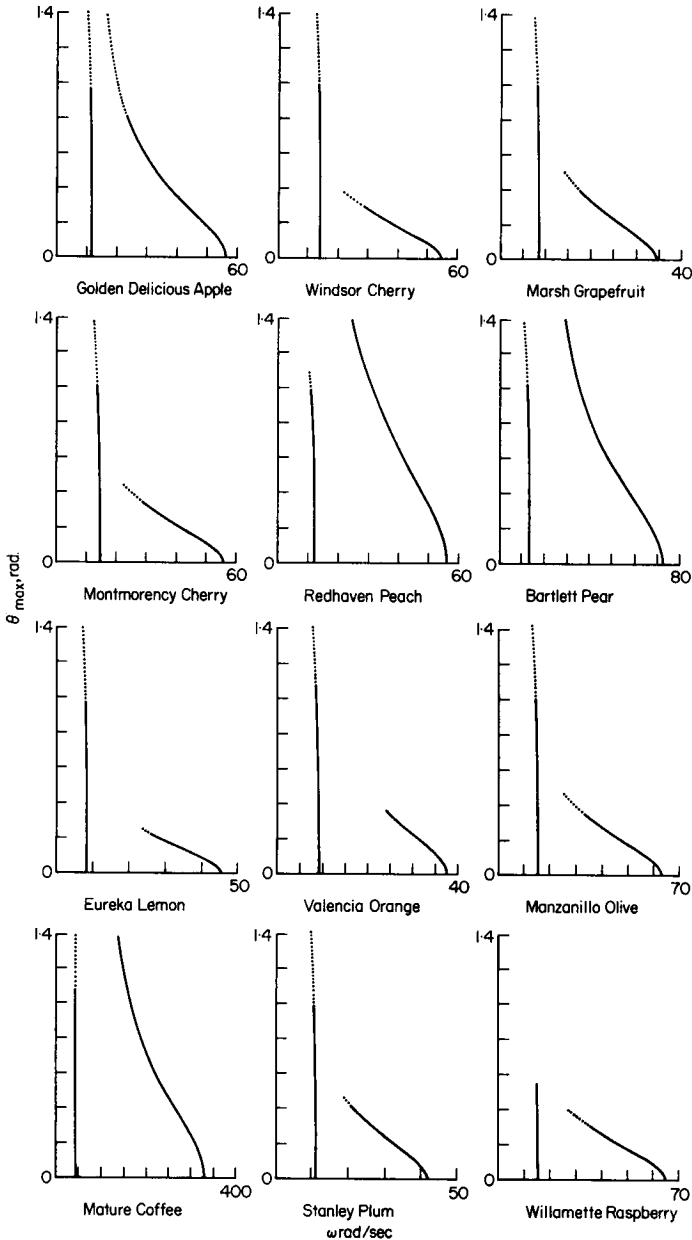 1·4
0
60
Golden Delicious Apple
1·4
0
60
Windsor Cherry
1·4
0
40
Marsh Grapefruit
1·4
0
60
Montmorency Cherry
1·4
0
60
Redhaven Peach
1·4
0
80
Bartlett Pear
θ max, rad.
1·4
0
50
Eureka Lemon
1·4
0
40
Valencia Orange
1·4
0
70
Manzanillo Olive
1·4
0
400
Mature Coffee
1·4
0
50
Stanley Plum
1·4
0
70
Willamette Raspberry
ω rad/sec